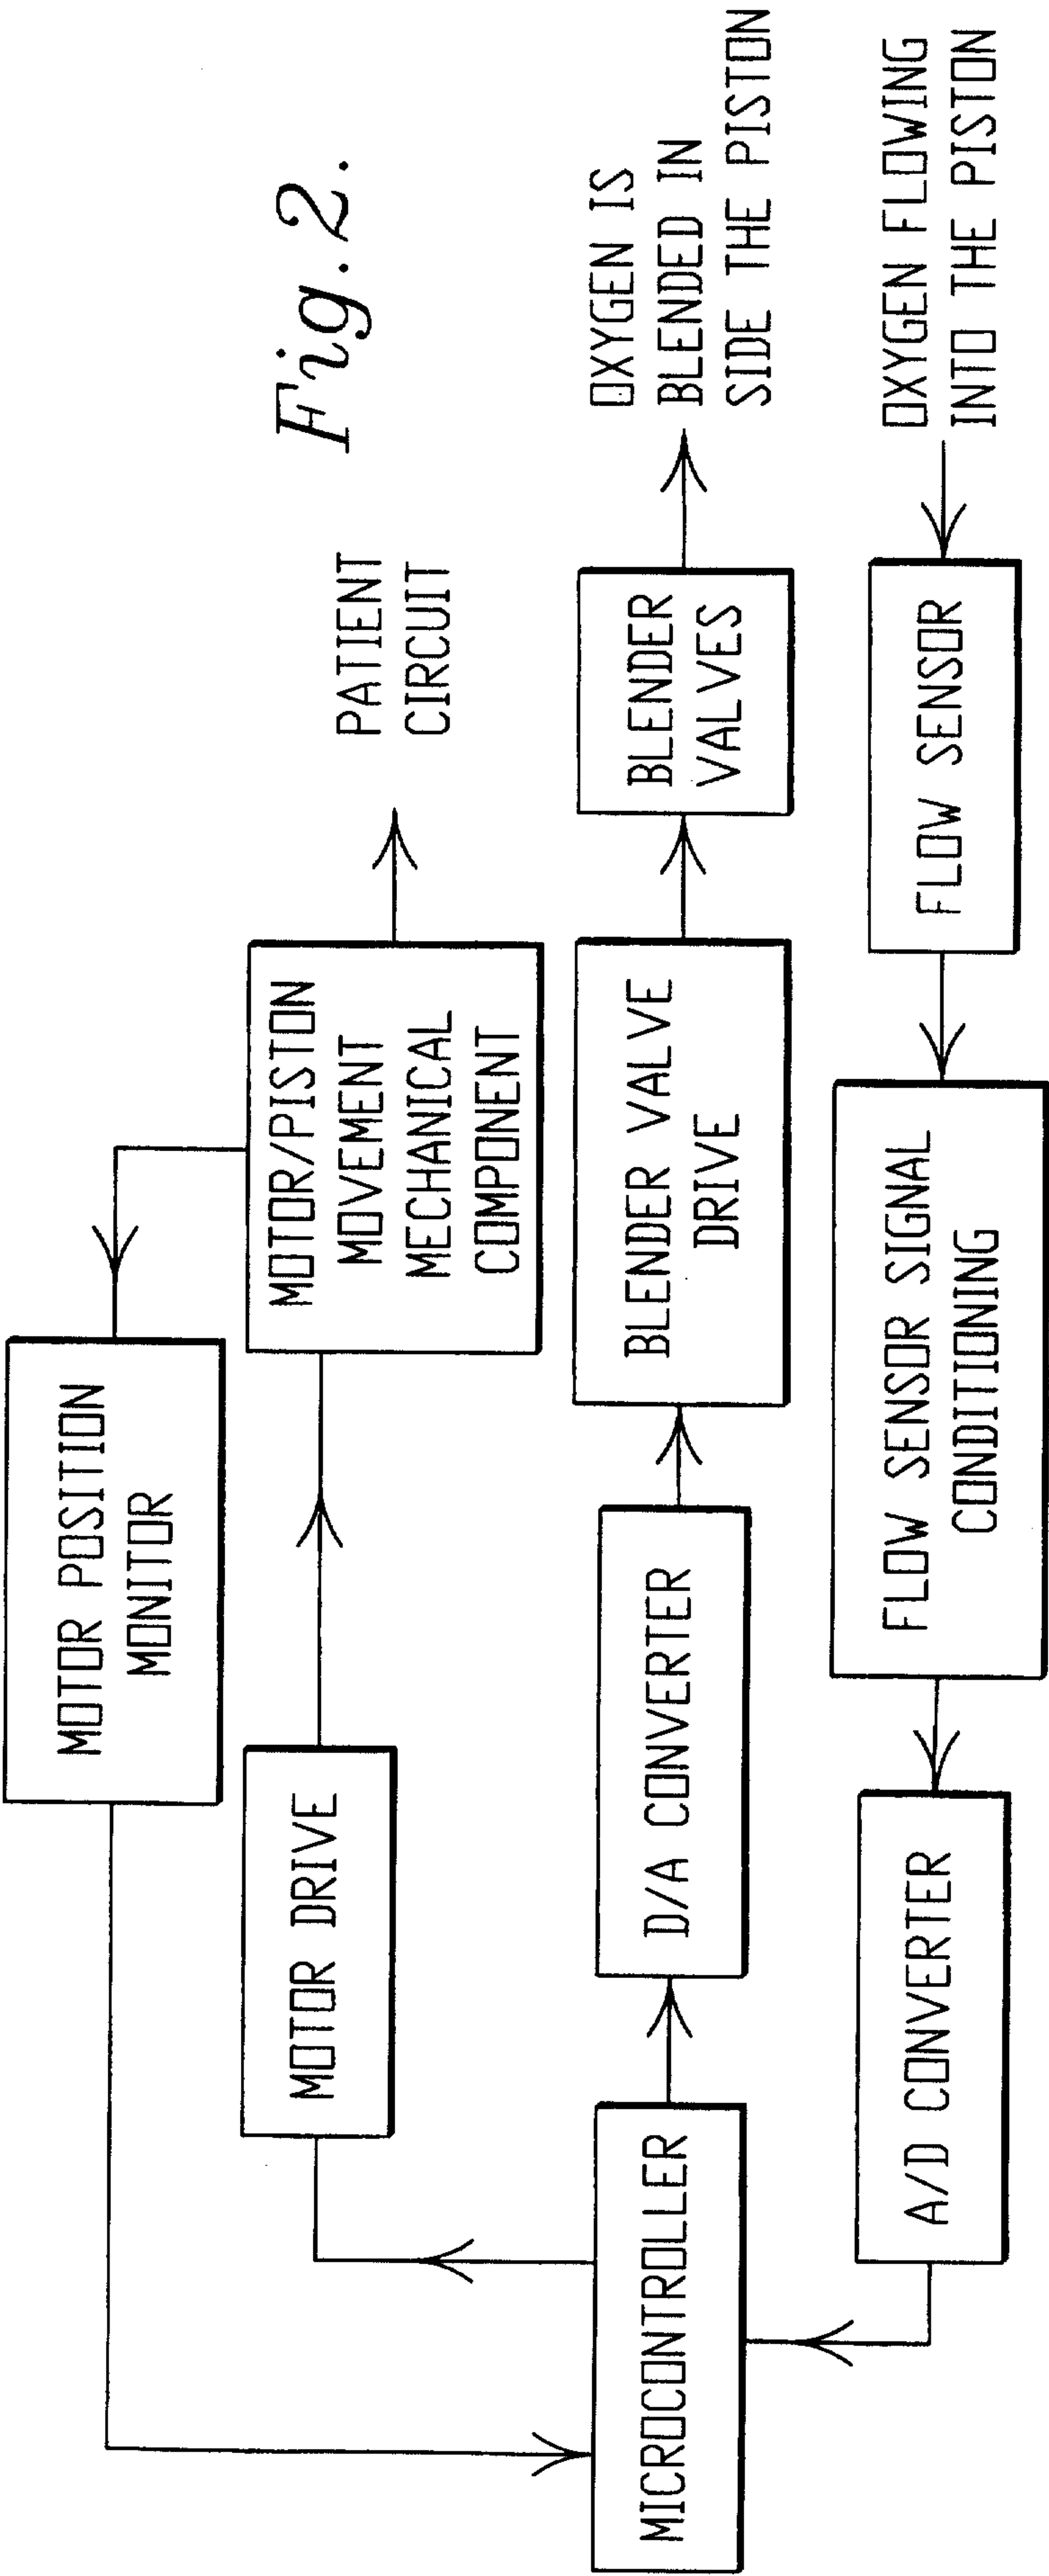 Fig. 2.
MOTOR POSITION
MONITOR
MOTOR DRIVE
MOTOR/PISTON
MOVEMENT
MECHANICAL
COMPONENT
PATIENT
CIRCUIT
MICROCONTROLLER
D/A CONVERTER
BLENDER VALVE
DRIVE
BLENDER
VALVES
OXYGEN IS
BLENDED IN
SIDE THE PISTON
A/D CONVERTER
FLOW SENSOR SIGNAL
CONDITIONING
FLOW SENSOR
OXYGEN FLOWING
INTO THE PISTON